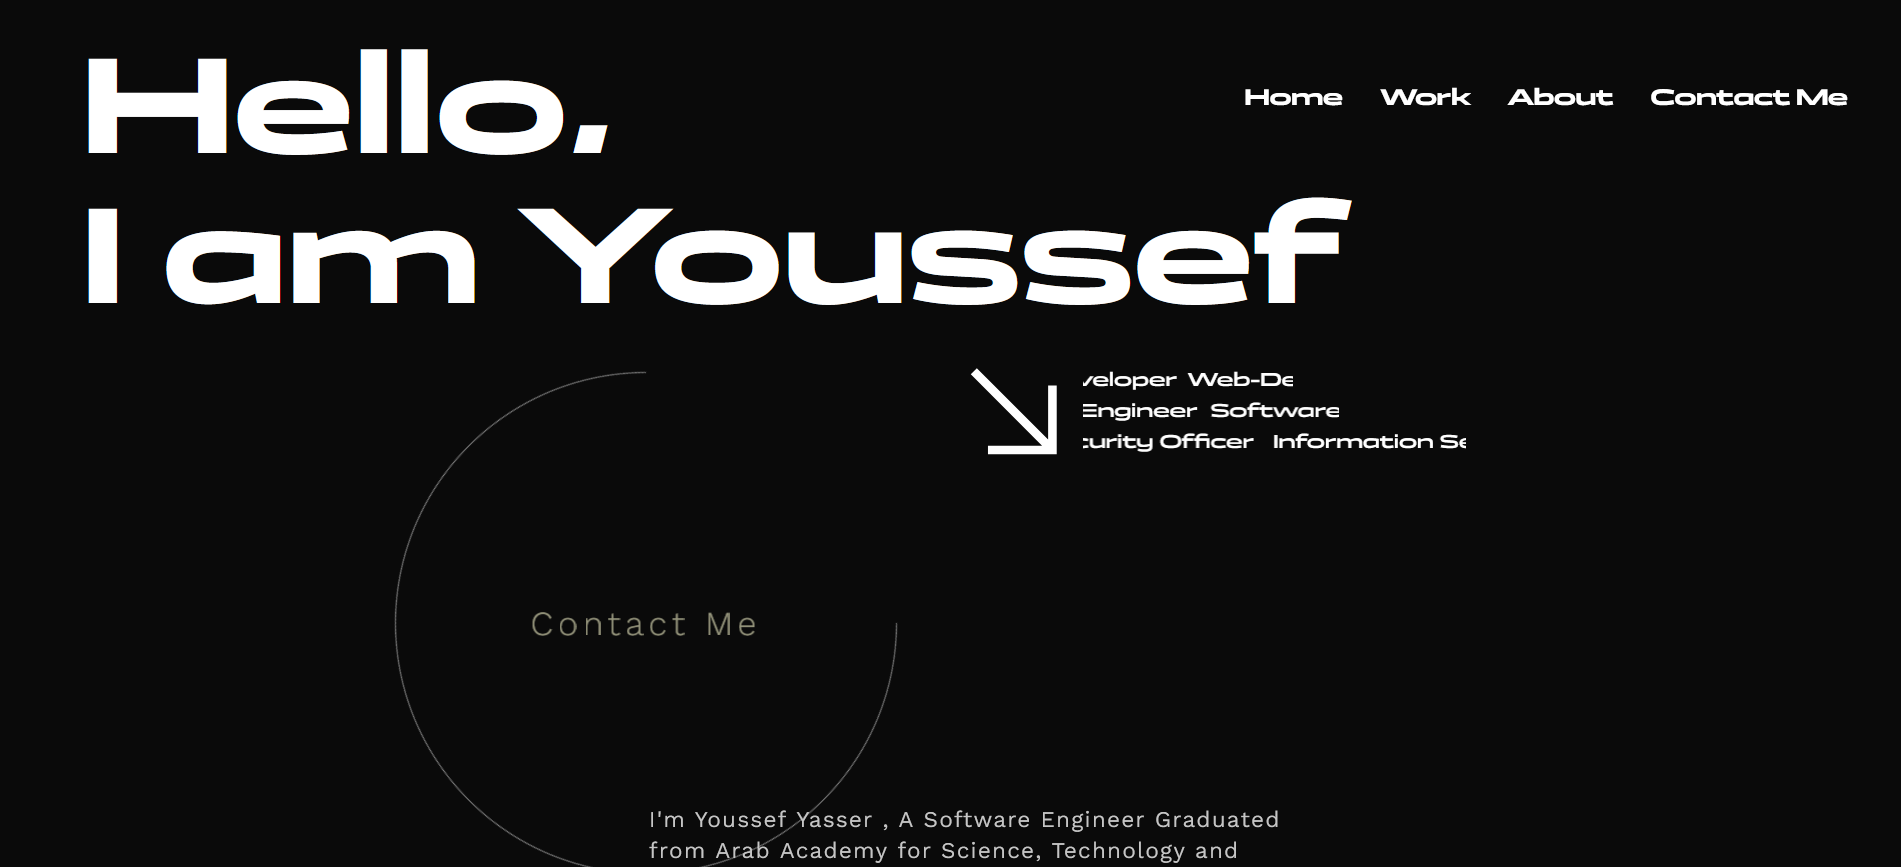 Hello.
Home Work About Contact Me
I am Youssef
veloper Web-De
Engineer Software
curity Officer Information Se
Contact Me
I'm Youssef Yasser , A Software Engineer Graduated
from Arab Academy for Science, Technology and